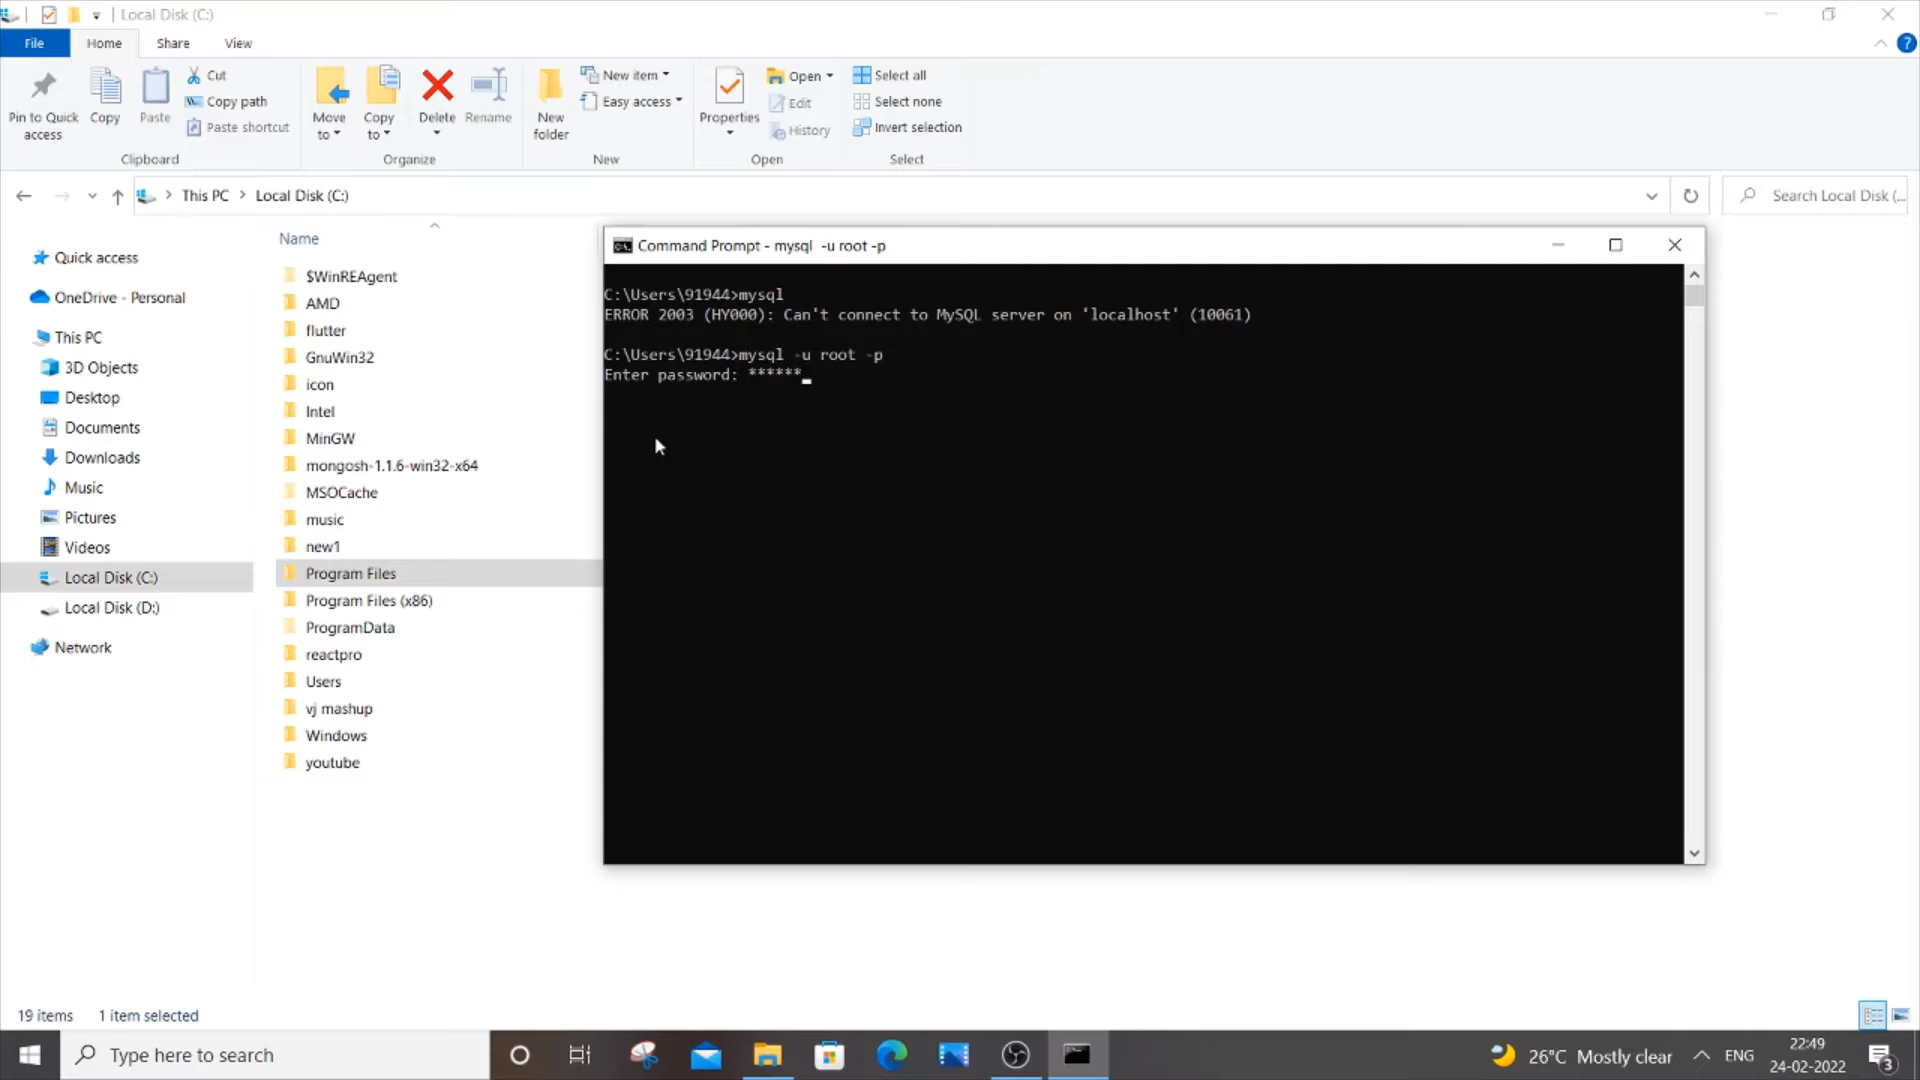 Local Disk (C:)
File
Home
Share
View
Pin to Quick
access
Copy
Paste
Cut
Copy path
Paste shortcut
Clipboard
Move
to
Copy
to
Delete
Rename
Organize
New
folder
New item
Easy access
New
Properties
Open
Edit
History
Open
Select all
Select none
Invert selection
Select
This PC
Local Disk (C:)
Search Local Disk (...
Quick access
OneDrive - Personal
This PC
3D Objects
Desktop
Documents
Downloads
Music
Pictures
Videos
Local Disk (C:)
Local Disk (D:)
Network
Name
$WinREAgent
AMD
flutter
GnuWin32
icon
Intel
MinGW
mongosh-1.1.6-win32-x64
MSOCache
music
new1
Program Files
Program Files (x86)
ProgramData
reactpro
Users
vj mashup
Windows
youtube
Command Prompt - mysql  -u root -p
C:\Users\91944>mysql
ERROR 2003 (HY000): Can't connect to MySQL server on 'localhost' (10061)
C:\Users\91944>mysql -u root -p
Enter password: ******
19 items
1 item selected
Type here to search
26°C Mostly clear
ENG
22:49
24-02-2022
3